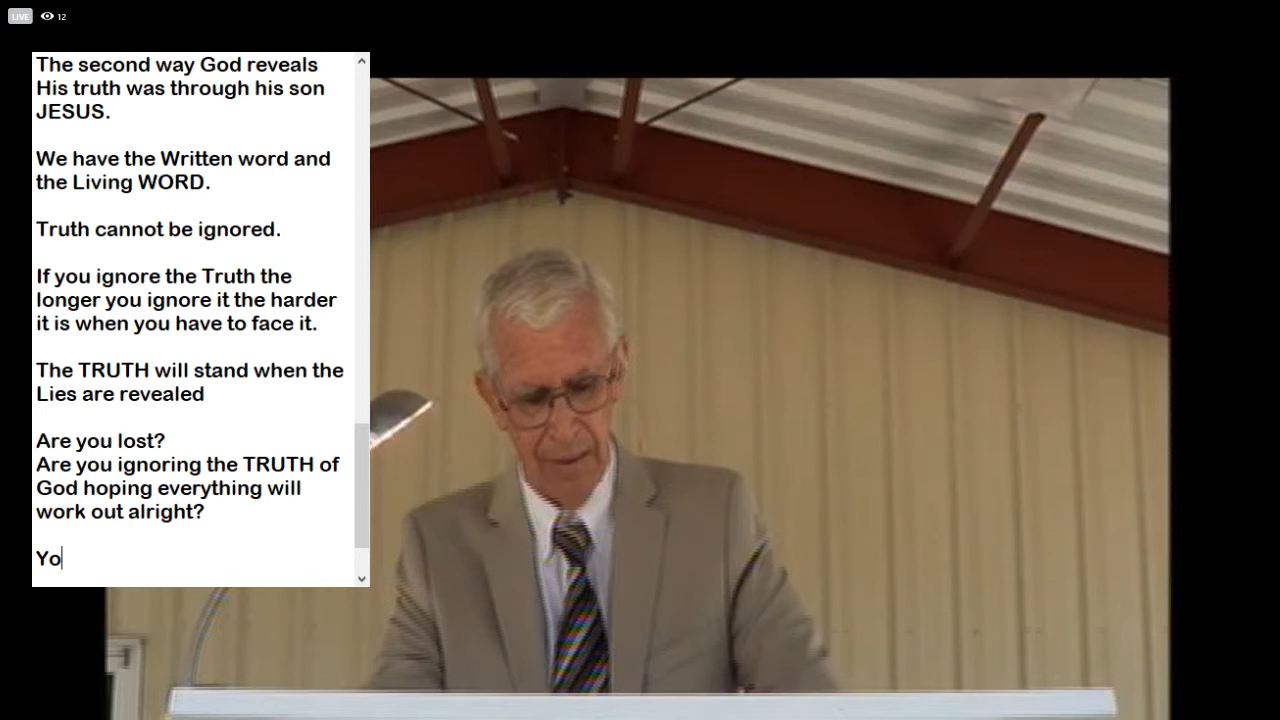 LIVE 12
The second way God reveals
His truth was through his son
JESUS.
We have the Written word and
the Living WORD.
Truth cannot be ignored.
If you ignore the Truth the
longer you ignore it the harder
it is when you have to face it.
The TRUTH will stand when the
Lies are revealed
Are you lost?
Are you ignoring the TRUTH of
God hoping everything will
work out alright?
Yo